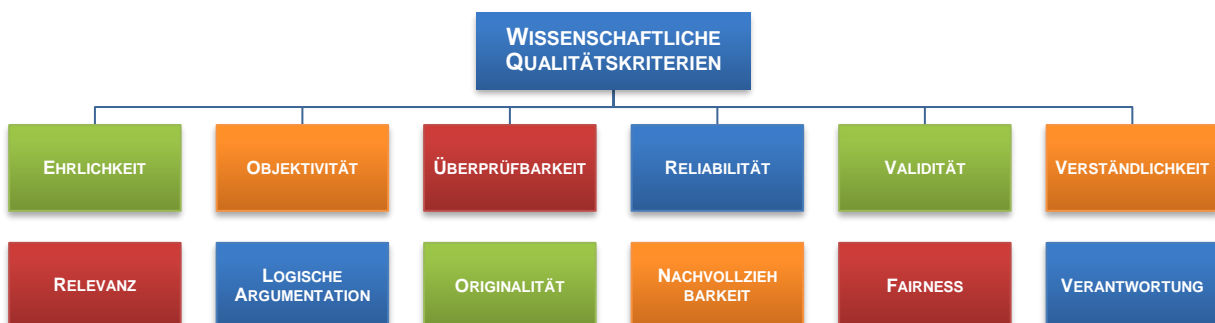 WISSENSCHAFTLICHE
QUALITÄTSKRITERIEN
EHRLICHKEIT
OBJEKTIVITÄT
ÜBERPRÜFBARKEIT
RELIABILITÄT
VALIDITÄT
VERSTÄNDLICHKEIT
RELEVANZ
LOGISCHE
ARGUMENTATION
ORIGINALITÄT
NACHVOLLZIEH
BARKEIT
FAIRNESS
VERANTWORTUNG